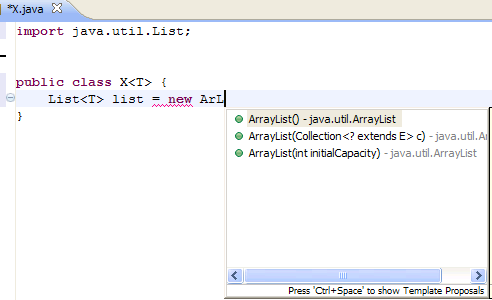 *X.java
import java.util.List;
public class X<T> {
List<T> list = new ArL
}
ArrayList() - java.util.ArrayList
ArrayList(Collection<? extends E> c) - java.util.Ar
ArrayList(int initialCapacity) - java.util.ArrayList
Press 'Ctrl+Space' to show Template Proposals